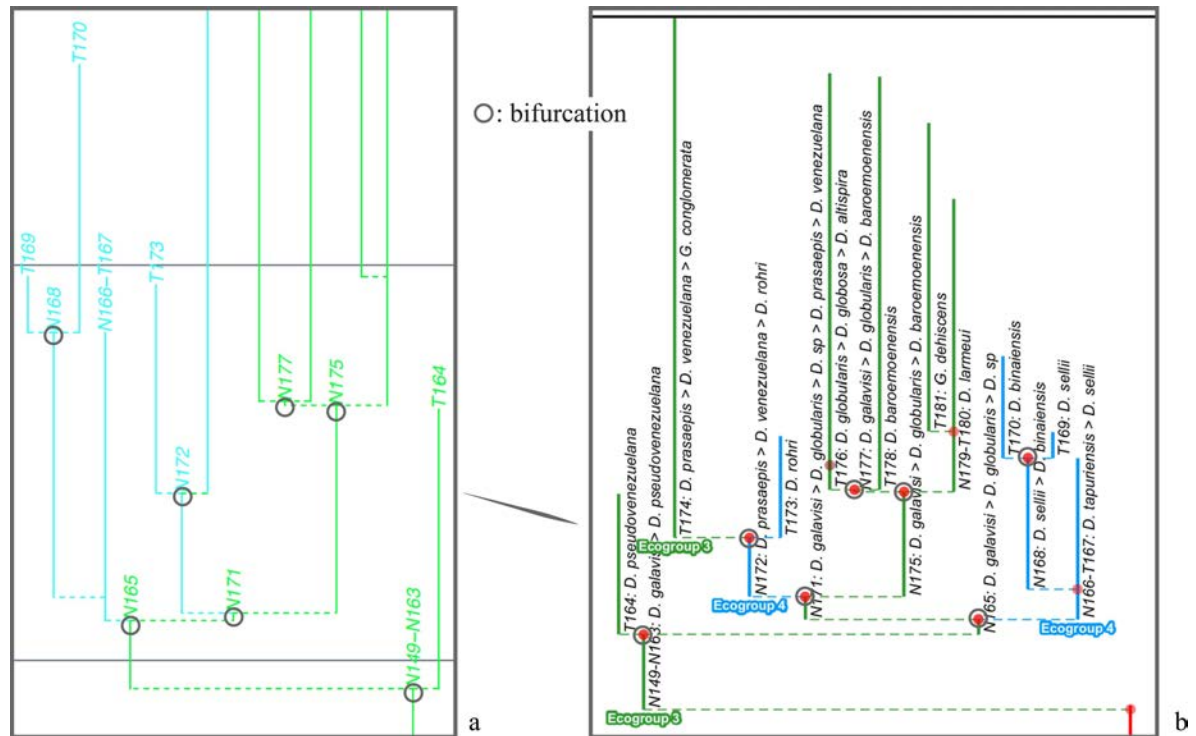 T170
T169
N168
N166–T167
T173
N172
N165
N171
N177
N175
T164
N149–N163
a
○: bifurcation
T164: D. pseudovenezuelana
N149-N163: D. galavisi > D. pseudovenezuelana
Ecogroup 3
T174: D. prasaepis > D. venezuelana > G. conglomerata
Ecogroup 3
N172: D. prasaepis > D. venezuelana > D. rohri
T173: D. rohri
Ecogroup 4
N171: D. galavisi > D. globularis > D. sp > D. prasaepis > D. venezuelana
T176: D. globularis > D. globosa > D. altispira
N177: D. galavisi > D. globularis > D. baroemoenensis
T178: D. baroemoenensis
N175: D. galavisi > D. globularis > D. baroemoenensis
T181: G. dehiscens
N179-T180: D. larmeui
N165: D. galavisi > D. globularis > D. sp
T170: D. binaiensis
N168: D. sellii > D. binaiensis
T169: D. sellii
N166-T167: D. tapuriensis > D. sellii
Ecogroup 4
b